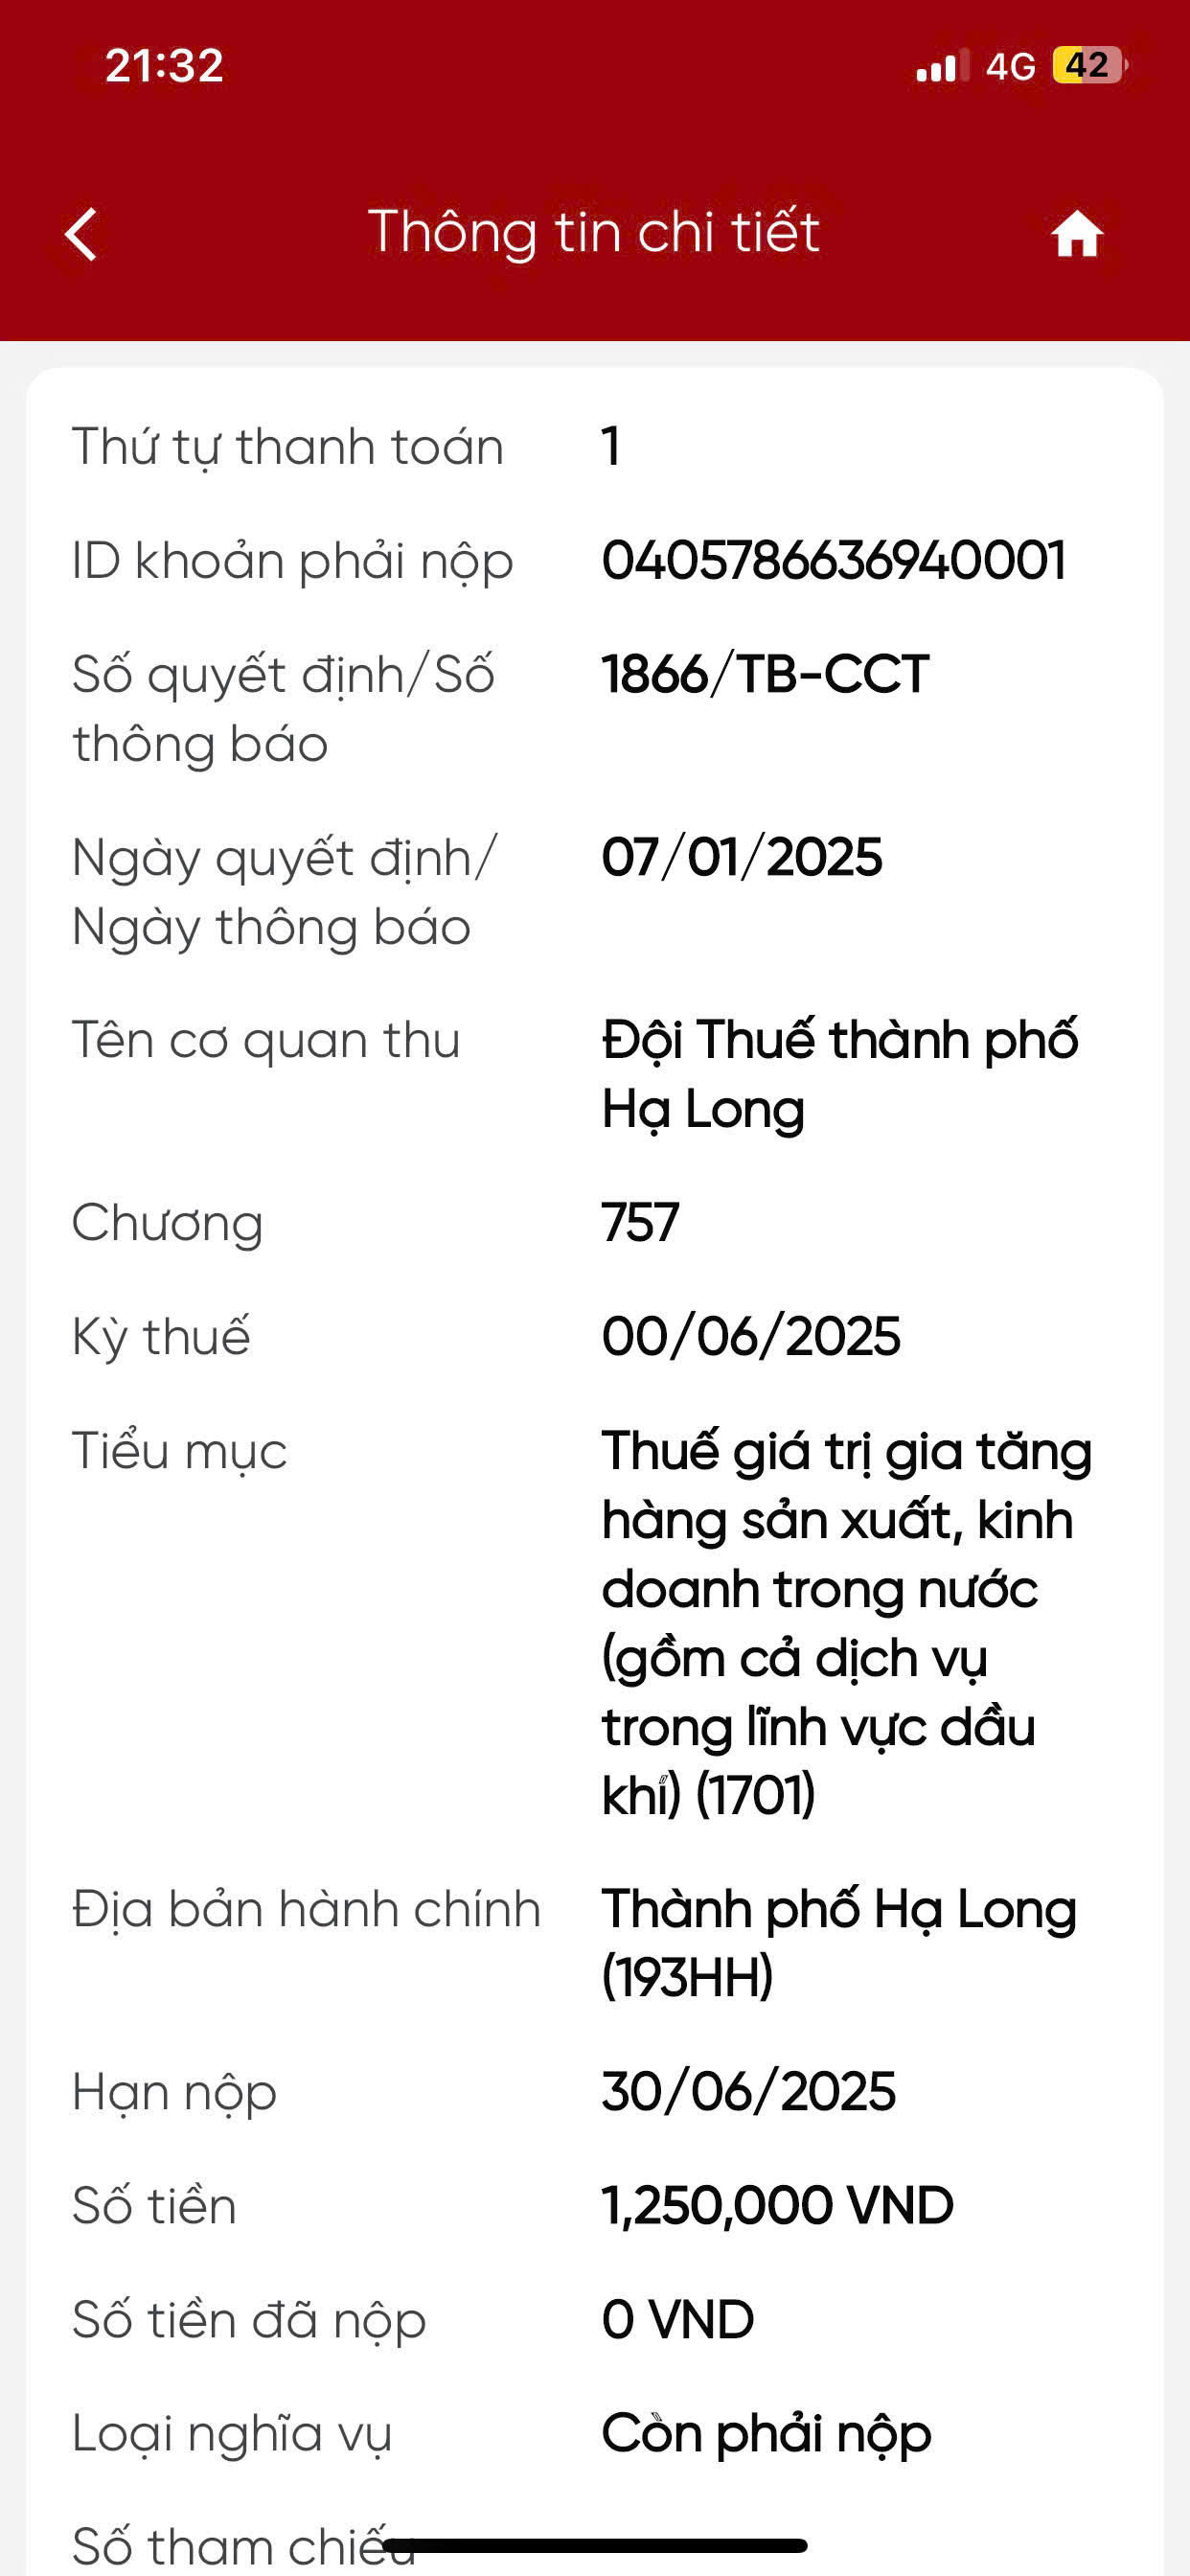 21:32
4G 42
Thông tin chi tiết
Thứ tự thanh toán 1
ID khoản phải nộp 0405786636940001
Số quyết định/Số 1866/TB-CCT
thông báo
Ngày quyết định/ 07/01/2025
Ngày thông báo
Tên cơ quan thu Đội Thuế thành phố
Hạ Long
Chương 757
Kỳ thuế 00/06/2025
Tiểu mục Thuế giá trị gia tăng
hàng sản xuất, kinh
doanh trong nước
(gồm cả dịch vụ
trong lĩnh vực dầu
khí) (1701)
Địa bản hành chính Thành phố Hạ Long
(193HH)
Hạn nộp 30/06/2025
Số tiền 1,250,000 VND
Số tiền đã nộp 0 VND
Loại nghĩa vụ Còn phải nộp
Số tham chiếu